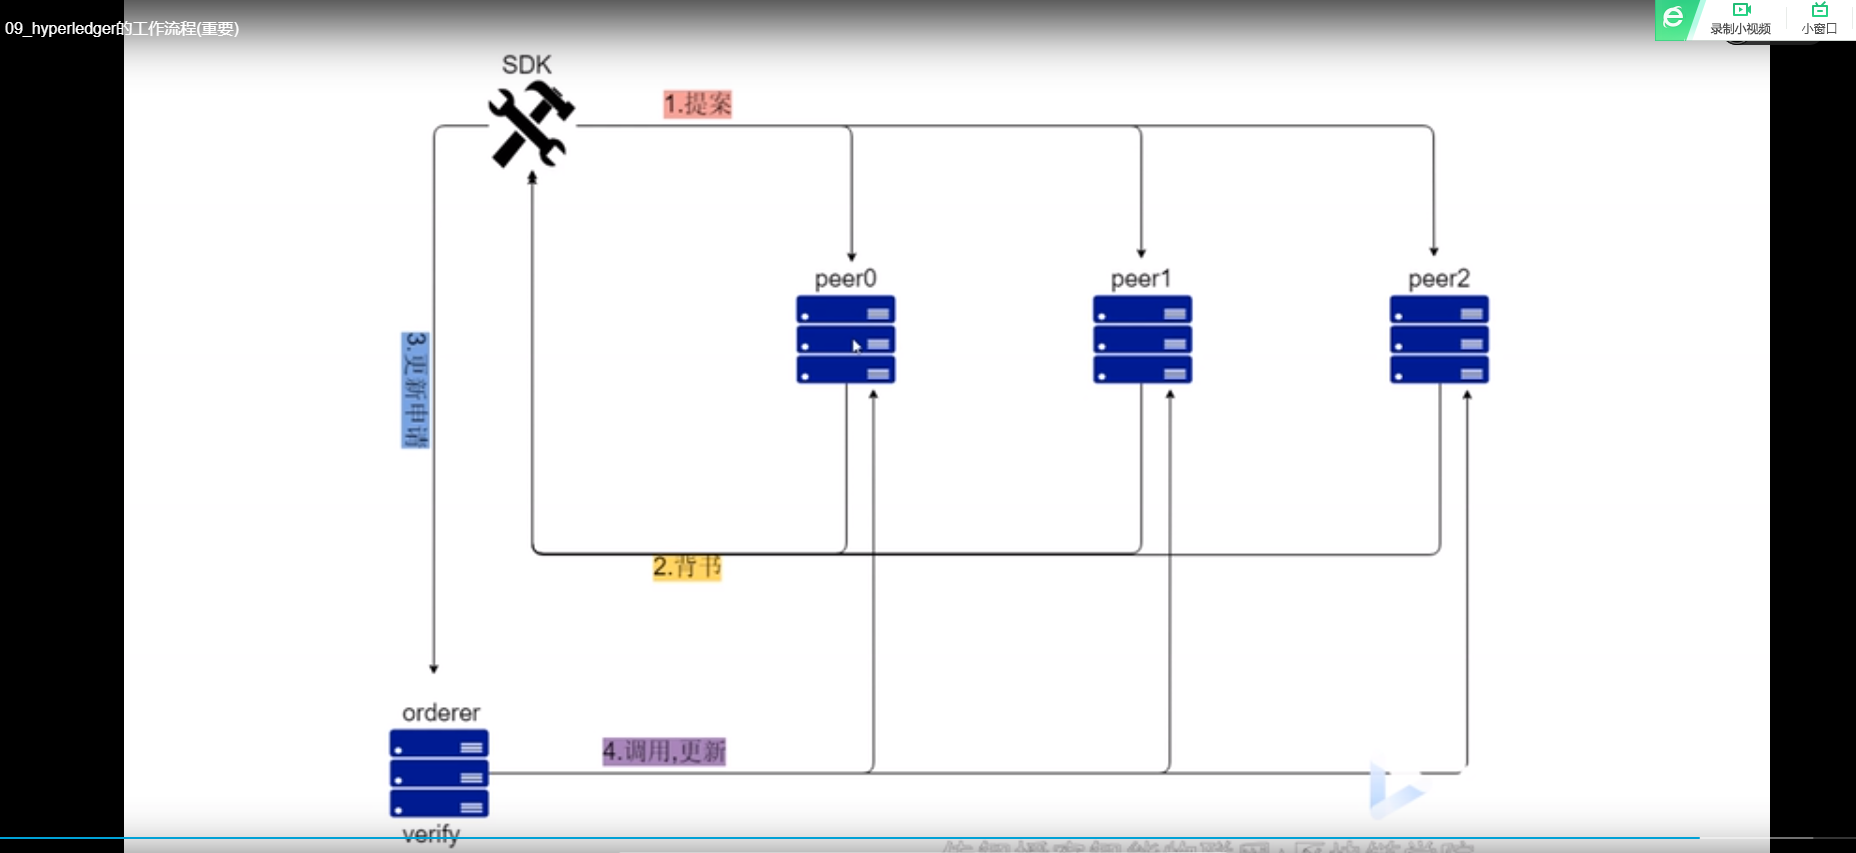 09_hyperledger的工作流程(重要)
录制小视频
小窗口
SDK
1.提案
peer0
peer1
peer2
3.更新申请
2.背书
orderer
4.调用,更新
verify